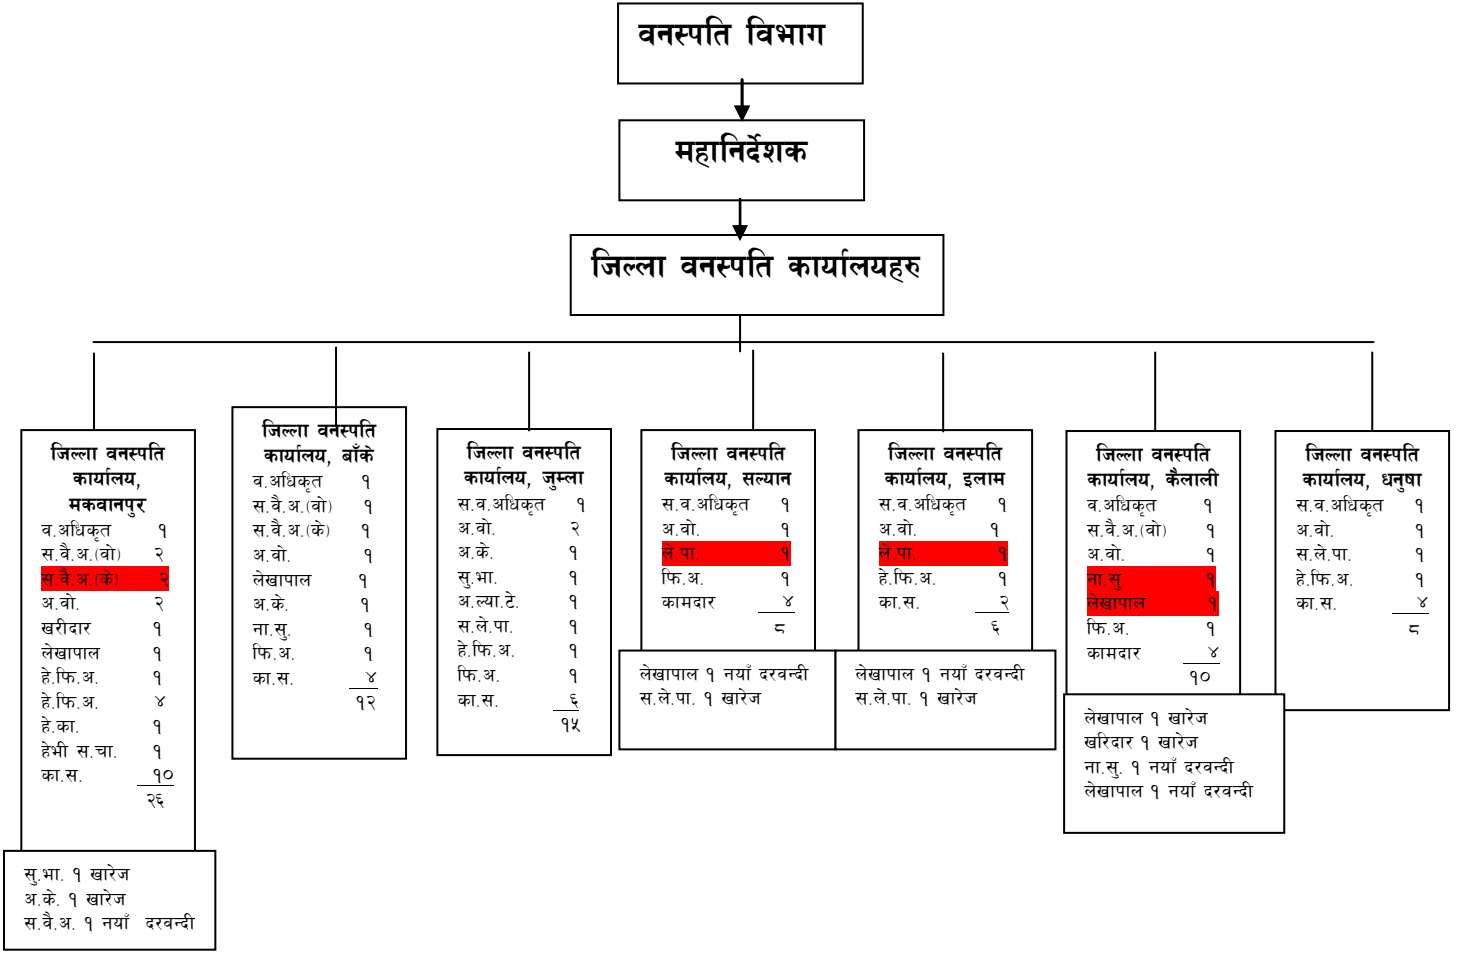 वनस्पति विभाग
महानिर्देशक
जिल्ला वनस्पति कार्यालयहरु
जिल्ला वनस्पति
कार्यालय,
मकवानपुर
व.अधिकृत १
स.वै.अ.(वो) २
स.वै.अ.(के) २
अ.वो. २
खरीदार १
लेखापाल १
हे.फि.अ. १
हे.फि.अ. ४
हे.का. १
हेभी स.चा. १
का.स. १०
२६
सु.भा. १ खारेज
अ.के. १ खारेज
स.वै.अ. १ नयाँ दरवन्दी
जिल्ला वनस्पति
कार्यालय, बाँके
व.अधिकृत १
स.वै.अ.(वो) १
स.वै.अ.(के) १
अ.वो. १
लेखापाल १
अ.के. १
ना.सु. १
फि.अ. १
का.स. ४
१२
जिल्ला वनस्पति
कार्यालय, जुम्ला
स.व.अधिकृत १
अ.वो. २
अ.के. १
सु.भा. १
अ.ल्या.टे. १
स.ले.पा. १
हे.फि.अ. १
फि.अ. १
का.स. ६
१५
जिल्ला वनस्पति
कार्यालय, सल्यान
स.व.अधिकृत १
अ.वो. १
ले.पा. १
फि.अ. १
कामदार ४
८
लेखापाल १ नयाँ दरवन्दी
स.ले.पा. १ खारेज
जिल्ला वनस्पति
कार्यालय, इलाम
स.व.अधिकृत १
अ.वो. १
ले.पा. १
हे.फि.अ. १
का.स. २
६
लेखापाल १ नयाँ दरवन्दी
स.ले.पा. १ खारेज
जिल्ला वनस्पति
कार्यालय, कैलाली
व.अधिकृत १
स.वै.अ.(वो) १
अ.वो. १
ना.सु. १
लेखापाल १
फि.अ. १
कामदार ४
१०
लेखापाल १ खारेज
खरिदार १ खारेज
ना.सु. १ नयाँ दरवन्दी
लेखापाल १ नयाँ दरवन्दी
जिल्ला वनस्पति
कार्यालय, धनुषा
स.व.अधिकृत १
अ.वो. १
स.ले.पा. १
हे.फि.अ. १
का.स. ४
८